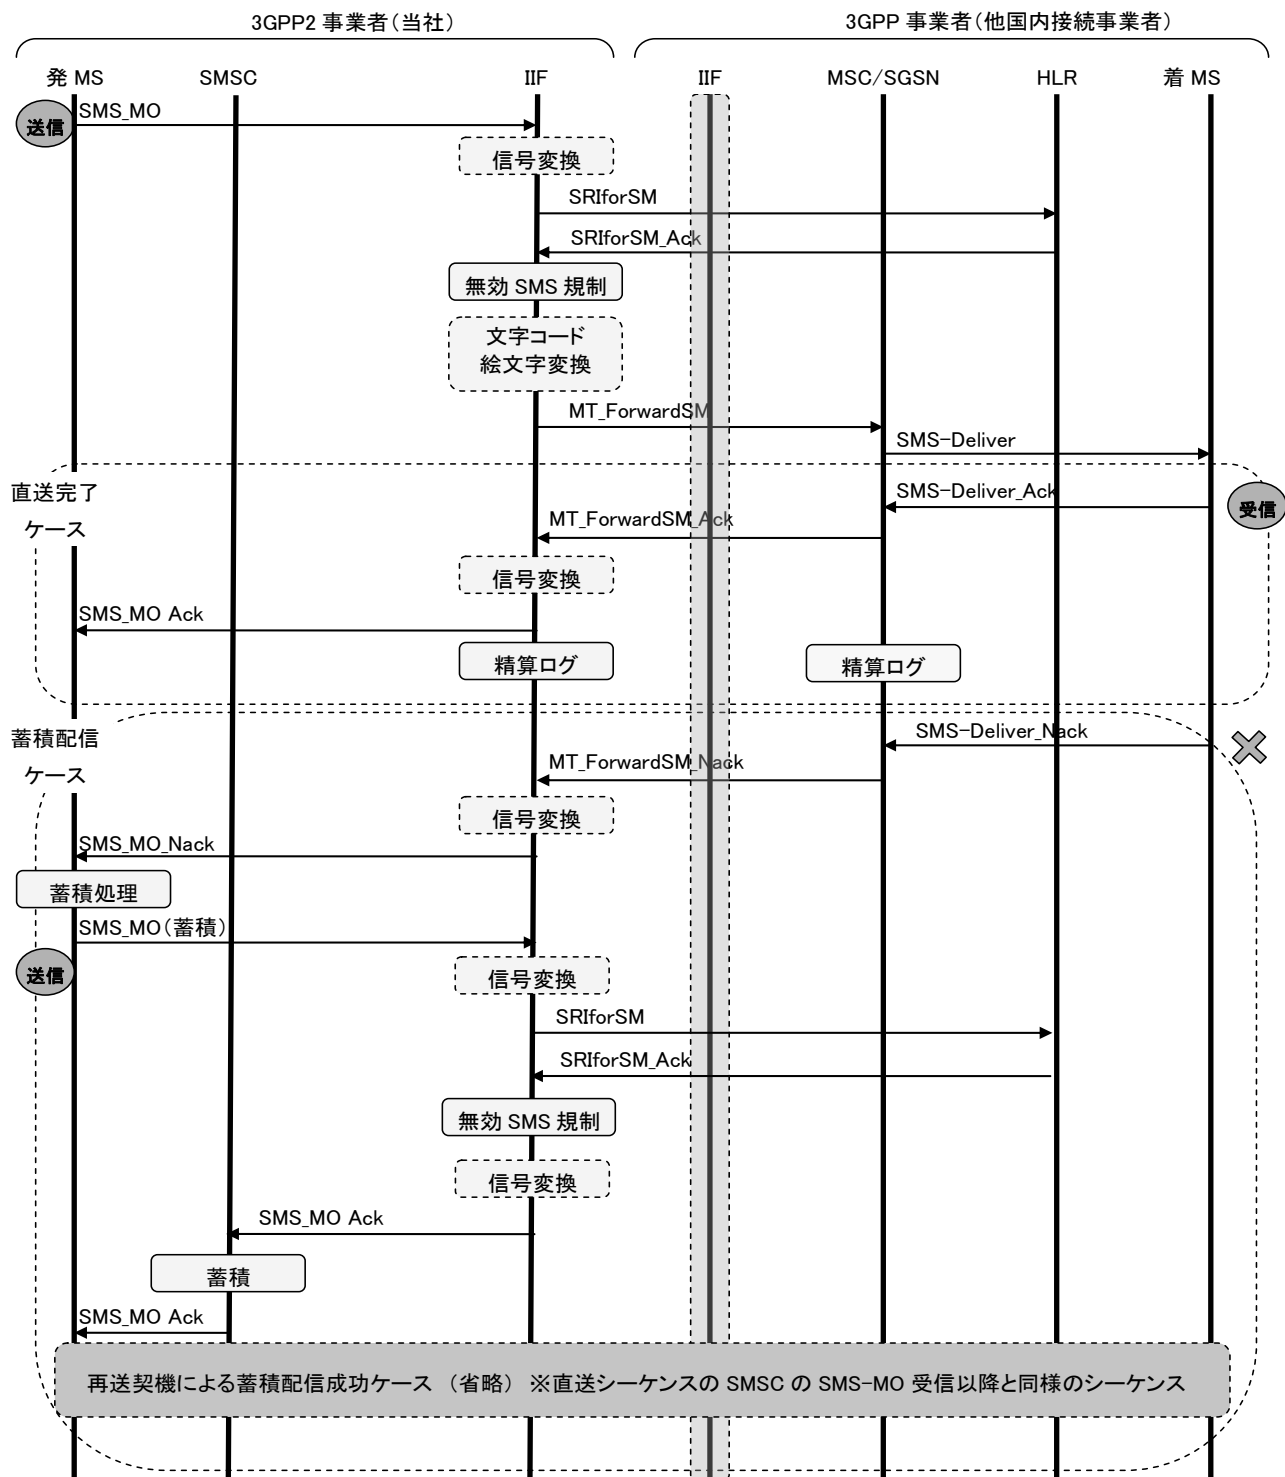 3GPP2 事業者（当社）
3GPP 事業者（他国内接続事業者）
発 MS
SMSC
IIF
IIF
MSC/SGSN
HLR
着 MS
送信
SMS_MO
信号変換
SRIforSM
SRIforSM_Ack
無効 SMS 規制
文字コード
絵文字変換
MT_ForwardSM
SMS-Deliver
直送完了
ケース
SMS-Deliver_Ack
受信
MT_ForwardSM_Ack
信号変換
SMS_MO Ack
精算ログ
精算ログ
蓄積配信
ケース
SMS-Deliver_Nack
MT_ForwardSM_Nack
信号変換
SMS_MO_Nack
蓄積処理
SMS_MO（蓄積）
送信
信号変換
SRIforSM
SRIforSM_Ack
無効 SMS 規制
信号変換
SMS_MO Ack
蓄積
SMS_MO Ack
再送契機による蓄積配信成功ケース （省略） ※直送シーケンスの SMSC の SMS-MO 受信以降と同様のシーケンス